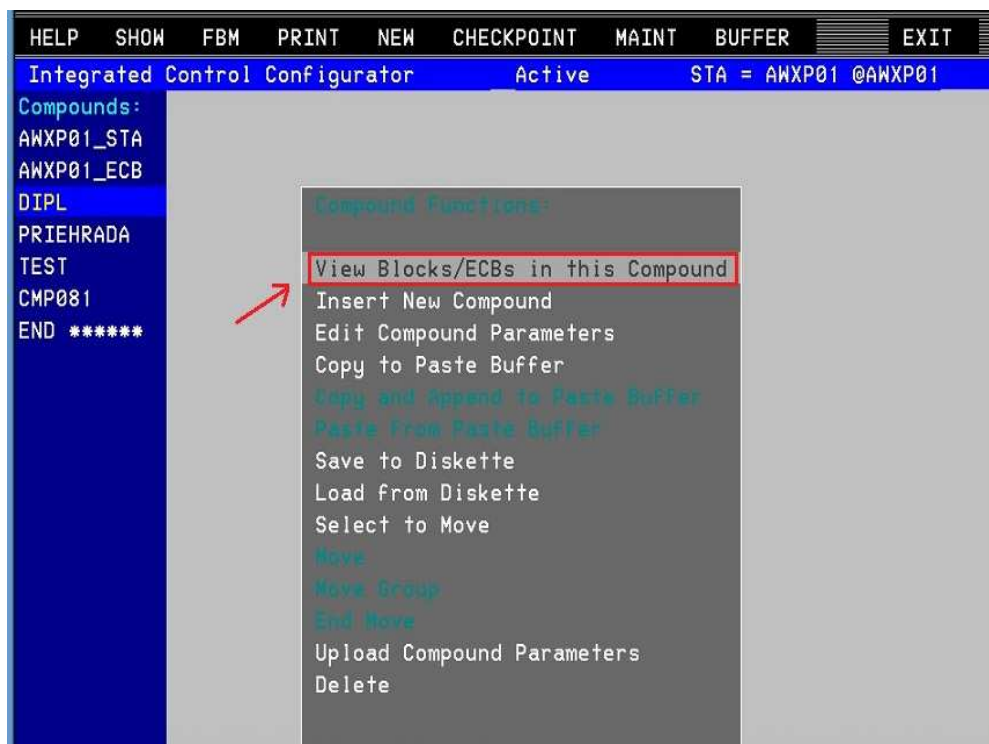 HELP SHOW FBM PRINT NEW CHECKPOINT MAINT BUFFER EXIT
Integrated Control Configurator Active STA = AWXP01 @AWXP01
Compounds:
AWXP01_STA
AWXP01_ECB
DIPL
PRIEHRADA
TEST
CMP081
END ******
Compound Functions:
View Blocks/ECBs in this Compound
Insert New Compound
Edit Compound Parameters
Copy to Paste Buffer
Copy and Append to Paste Buffer
Paste From Paste Buffer
Save to Diskette
Load from Diskette
Select to Move
Move
Move Group
End Move
Upload Compound Parameters
Delete